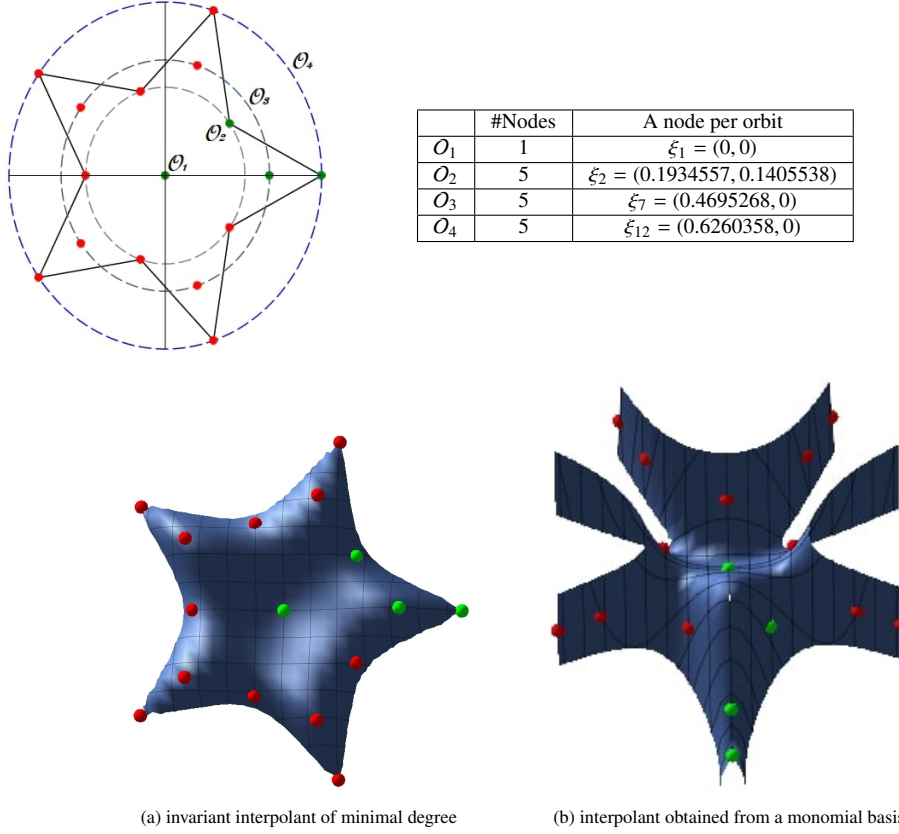 𝒪₄
𝒪₃
𝒪₂
𝒪₁
#Nodes A node per orbit
O₁ 1 ξ₁ = (0, 0)
O₂ 5 ξ₂ = (0.1934557, 0.1405538)
O₃ 5 ξ₇ = (0.4695268, 0)
O₄ 5 ξ₁₂ = (0.6260358, 0)
(a) invariant interpolant of minimal degree
(b) interpolant obtained from a monomial basis